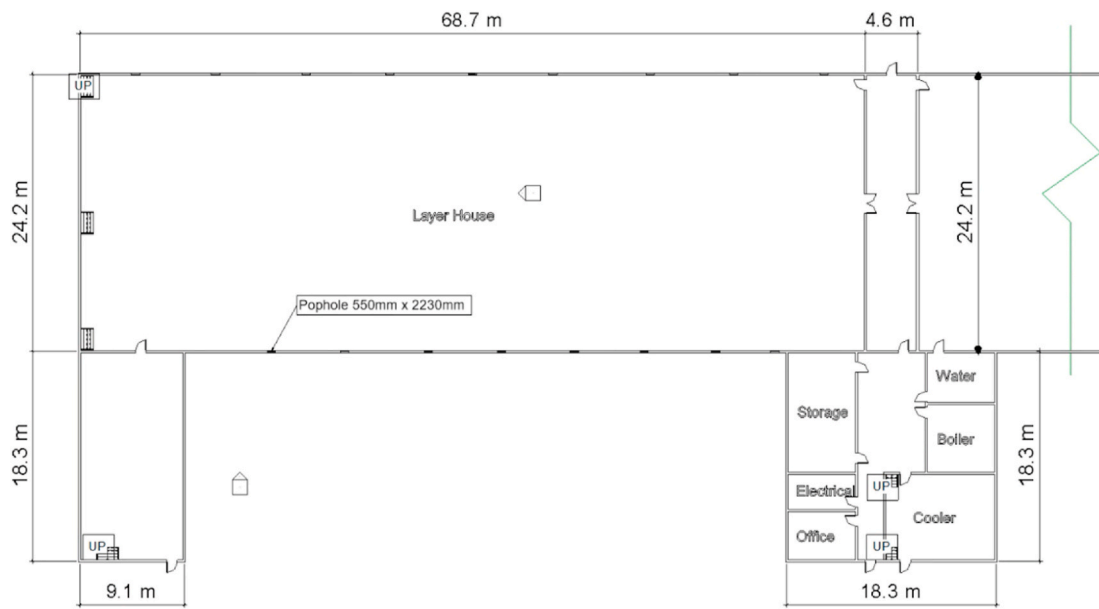 68.7 m
4.6 m
UP
24.2 m
24.2 m
Layer House
Pophole 550mm x 2230mm
Water
Storage
Boiler
18.3 m
18.3 m
Electrical
UP
Cooler
Office
UP
UP
9.1 m
18.3 m